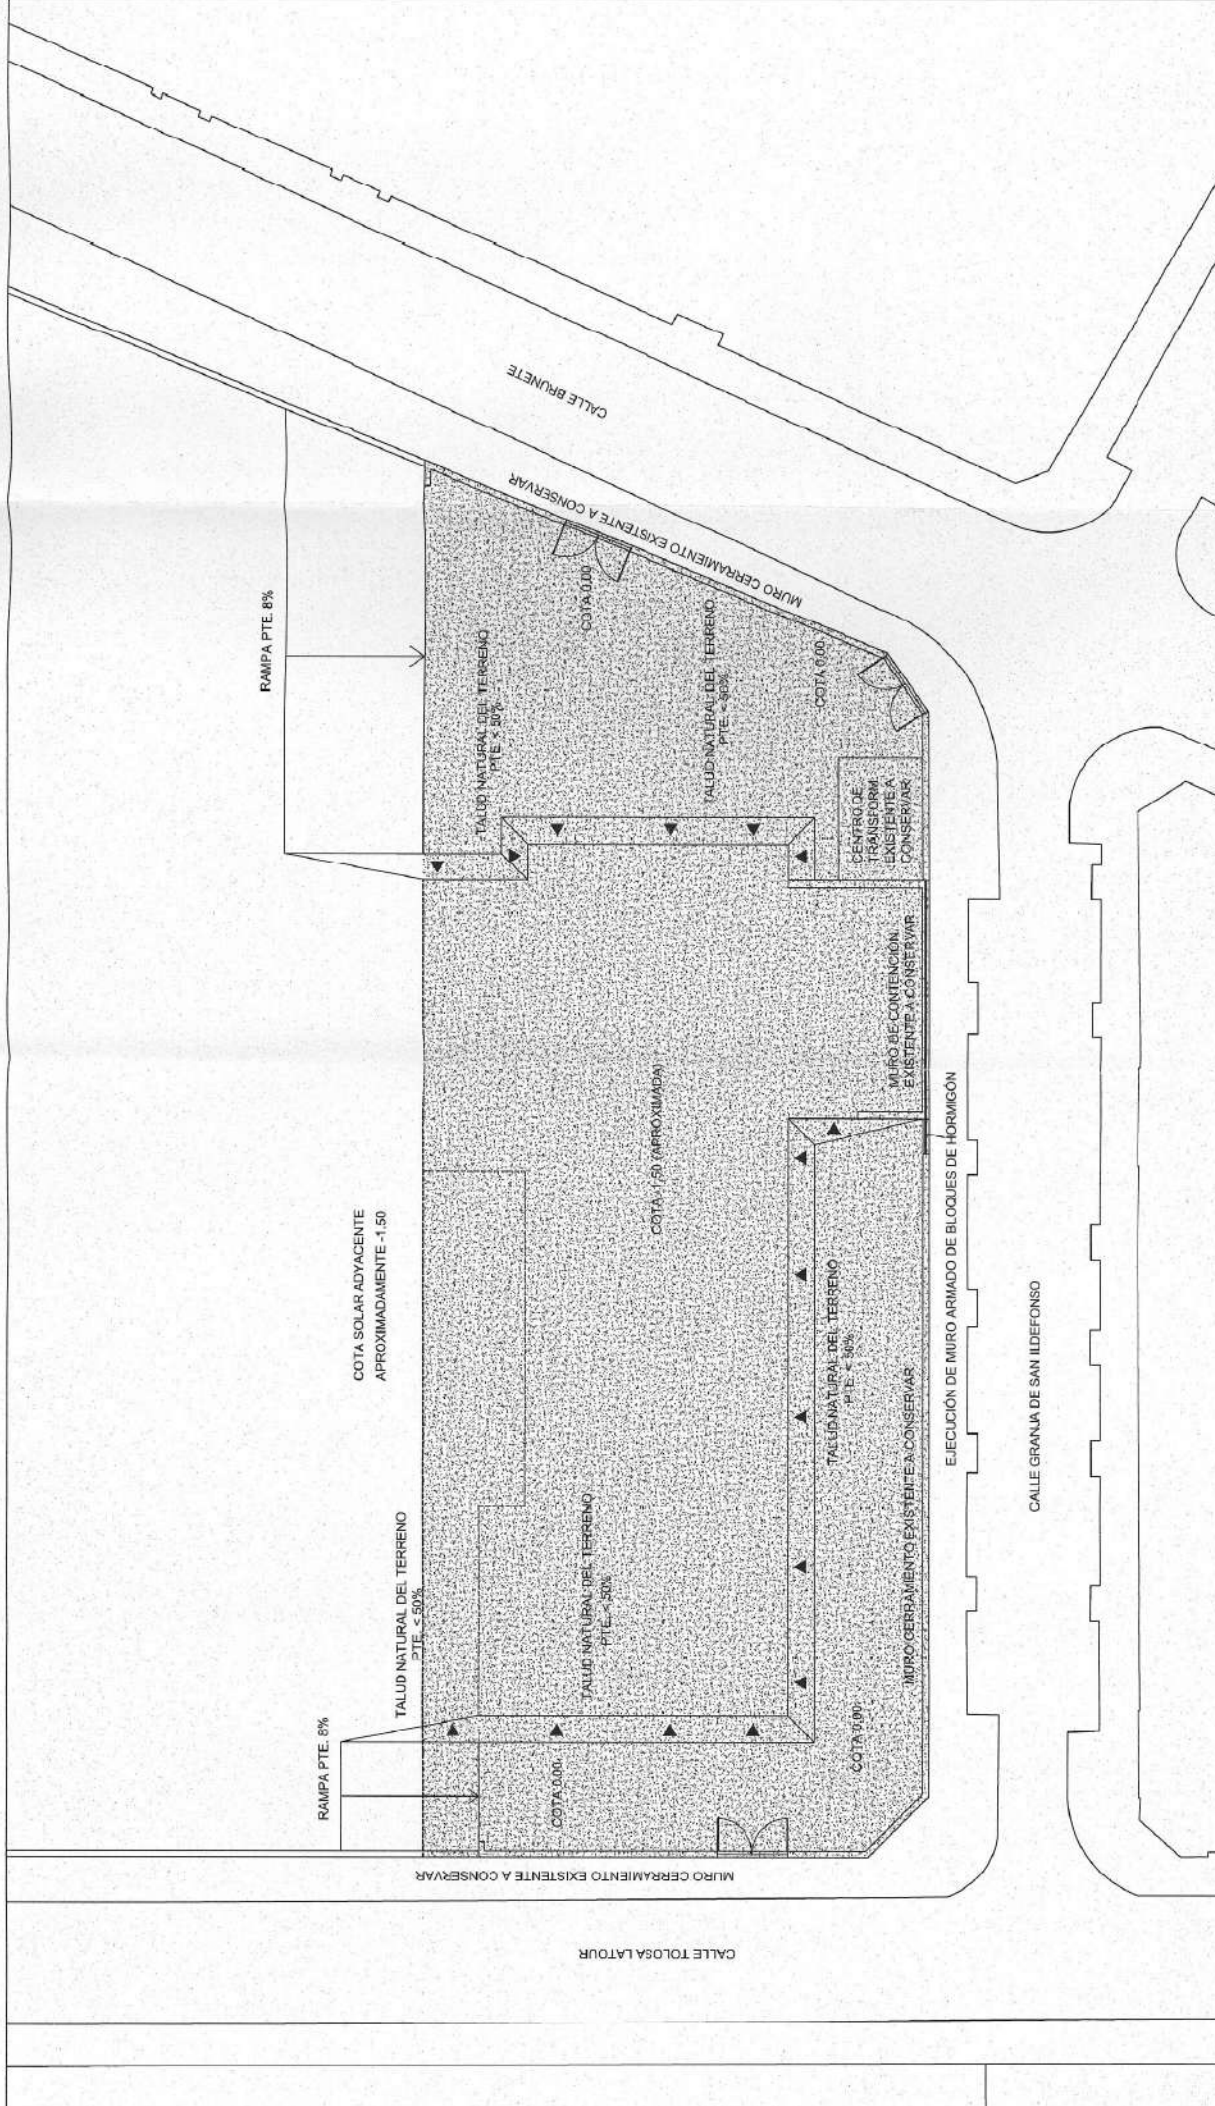 RAMPA PTE. 8%
COTA SOLAR ADYACENTE
APROXIMADAMENTE -1.50
TALUD NATURAL DEL TERRENO
PTE. < 50%
RAMPA PTE. 8%
CALLE BRUNETE
MURO CERRAMIENTO EXISTENTE A CONSERVAR
COTA 0.00
TALUD NATURAL DEL TERRENO
PTE. < 50%
TALUD NATURAL DEL TERRENO
PTE. < 50%
COTA 0.00
CENTRO DE
TRANSFORM.
EXISTENTE A
CONSERVAR
MURO DE CONTENCIÓN
EXISTENTE A CONSERVAR
COTA -1,50 (APROXIMADA)
TALUD NATURAL DEL TERRENO
PTE. < 50%
TALUD NATURAL DEL TERRENO
PTE. < 50%
COTA 0.00
COTA 0.00
MURO CERRAMIENTO EXISTENTE A CONSERVAR
EJECUCIÓN DE MURO ARMADO DE BLOQUES DE HORMIGÓN
CALLE GRANJA DE SAN ILDEFONSO
MURO CERRAMIENTO EXISTENTE A CONSERVAR
CALLE TOLOSA LATOUR